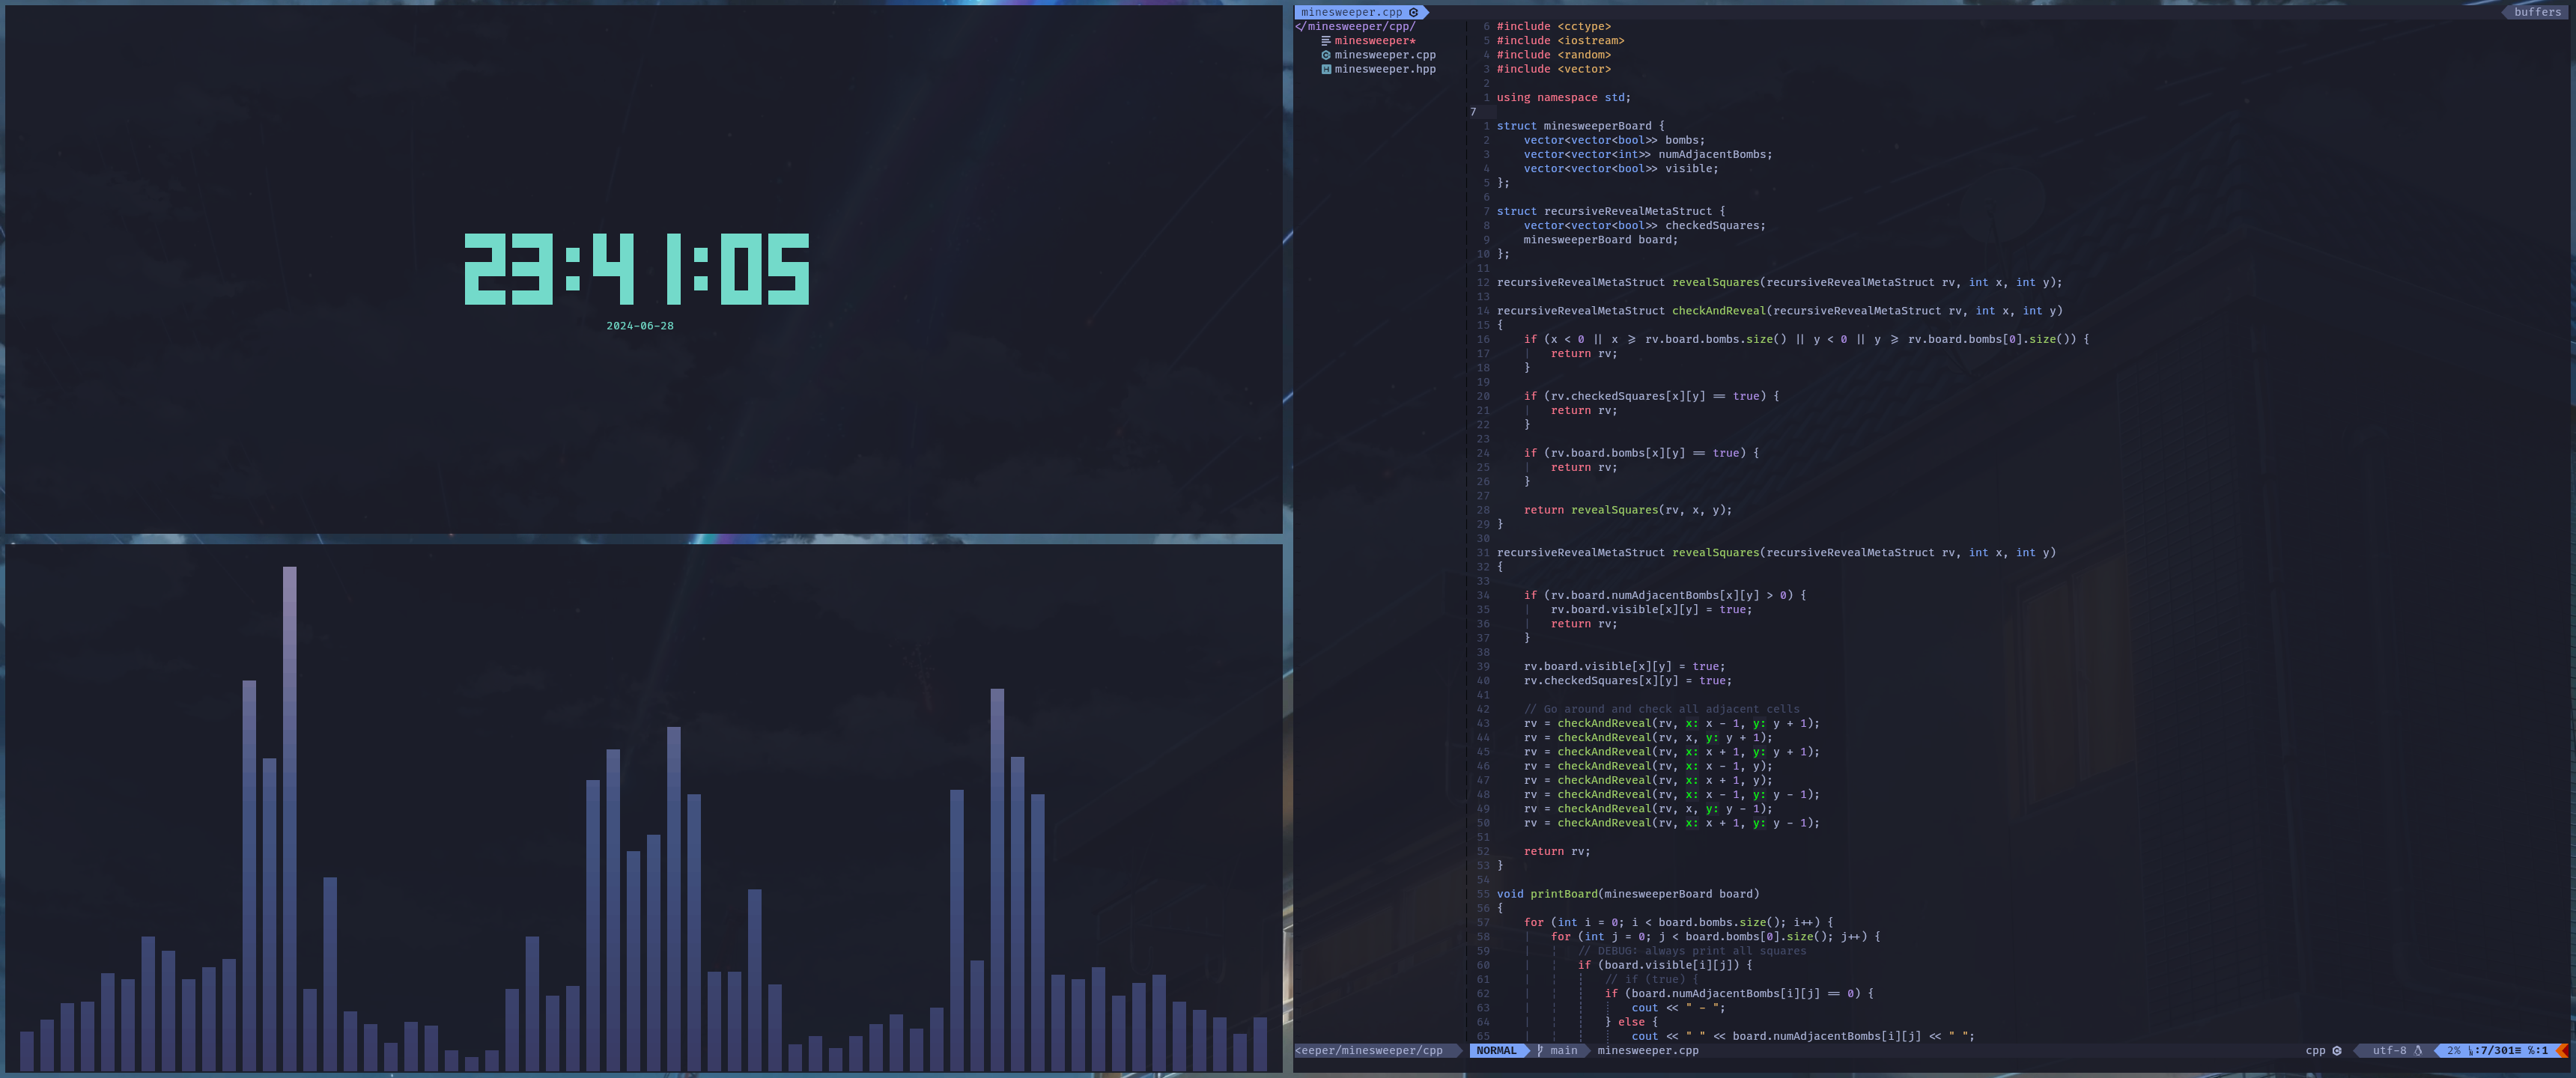 23:41:05
2024-06-28
minesweeper.cpp
buffers
</minesweeper/cpp/
minesweeper*
minesweeper.cpp
minesweeper.hpp
6 #include <cctype>
5 #include <iostream>
4 #include <random>
3 #include <vector>
2
1 using namespace std;
7
1 struct minesweeperBoard {
2     vector<vector<bool>> bombs;
3     vector<vector<int>> numAdjacentBombs;
4     vector<vector<bool>> visible;
5 };
6
7 struct recursiveRevealMetaStruct {
8     vector<vector<bool>> checkedSquares;
9     minesweeperBoard board;
10 };
11
12 recursiveRevealMetaStruct revealSquares(recursiveRevealMetaStruct rv, int x, int y);
13
14 recursiveRevealMetaStruct checkAndReveal(recursiveRevealMetaStruct rv, int x, int y)
15 {
16     if (x < 0 || x >= rv.board.bombs.size() || y < 0 || y >= rv.board.bombs[0].size()) {
17         return rv;
18     }
19
20     if (rv.checkedSquares[x][y] == true) {
21         return rv;
22     }
23
24     if (rv.board.bombs[x][y] == true) {
25         return rv;
26     }
27
28     return revealSquares(rv, x, y);
29 }
30
31 recursiveRevealMetaStruct revealSquares(recursiveRevealMetaStruct rv, int x, int y)
32 {
33
34     if (rv.board.numAdjacentBombs[x][y] > 0) {
35         rv.board.visible[x][y] = true;
36         return rv;
37     }
38
39     rv.board.visible[x][y] = true;
40     rv.checkedSquares[x][y] = true;
41
42     // Go around and check all adjacent cells
43     rv = checkAndReveal(rv, x: x - 1, y: y + 1);
44     rv = checkAndReveal(rv, x, y: y + 1);
45     rv = checkAndReveal(rv, x: x + 1, y: y + 1);
46     rv = checkAndReveal(rv, x: x - 1, y);
47     rv = checkAndReveal(rv, x: x + 1, y);
48     rv = checkAndReveal(rv, x: x - 1, y: y - 1);
49     rv = checkAndReveal(rv, x, y: y - 1);
50     rv = checkAndReveal(rv, x: x + 1, y: y - 1);
51
52     return rv;
53 }
54
55 void printBoard(minesweeperBoard board)
56 {
57     for (int i = 0; i < board.bombs.size(); i++) {
58         for (int j = 0; j < board.bombs[0].size(); j++) {
59             // DEBUG: always print all squares
60             if (board.visible[i][j]) {
61                 // if (true) {
62                 if (board.numAdjacentBombs[i][j] == 0) {
63                     cout << " - ";
64                 } else {
65                     cout << " " << board.numAdjacentBombs[i][j] << " ";
<eeper/minesweeper/cpp
NORMAL main minesweeper.cpp cpp utf-8 2% ㏑:7/301≡ ℅:1